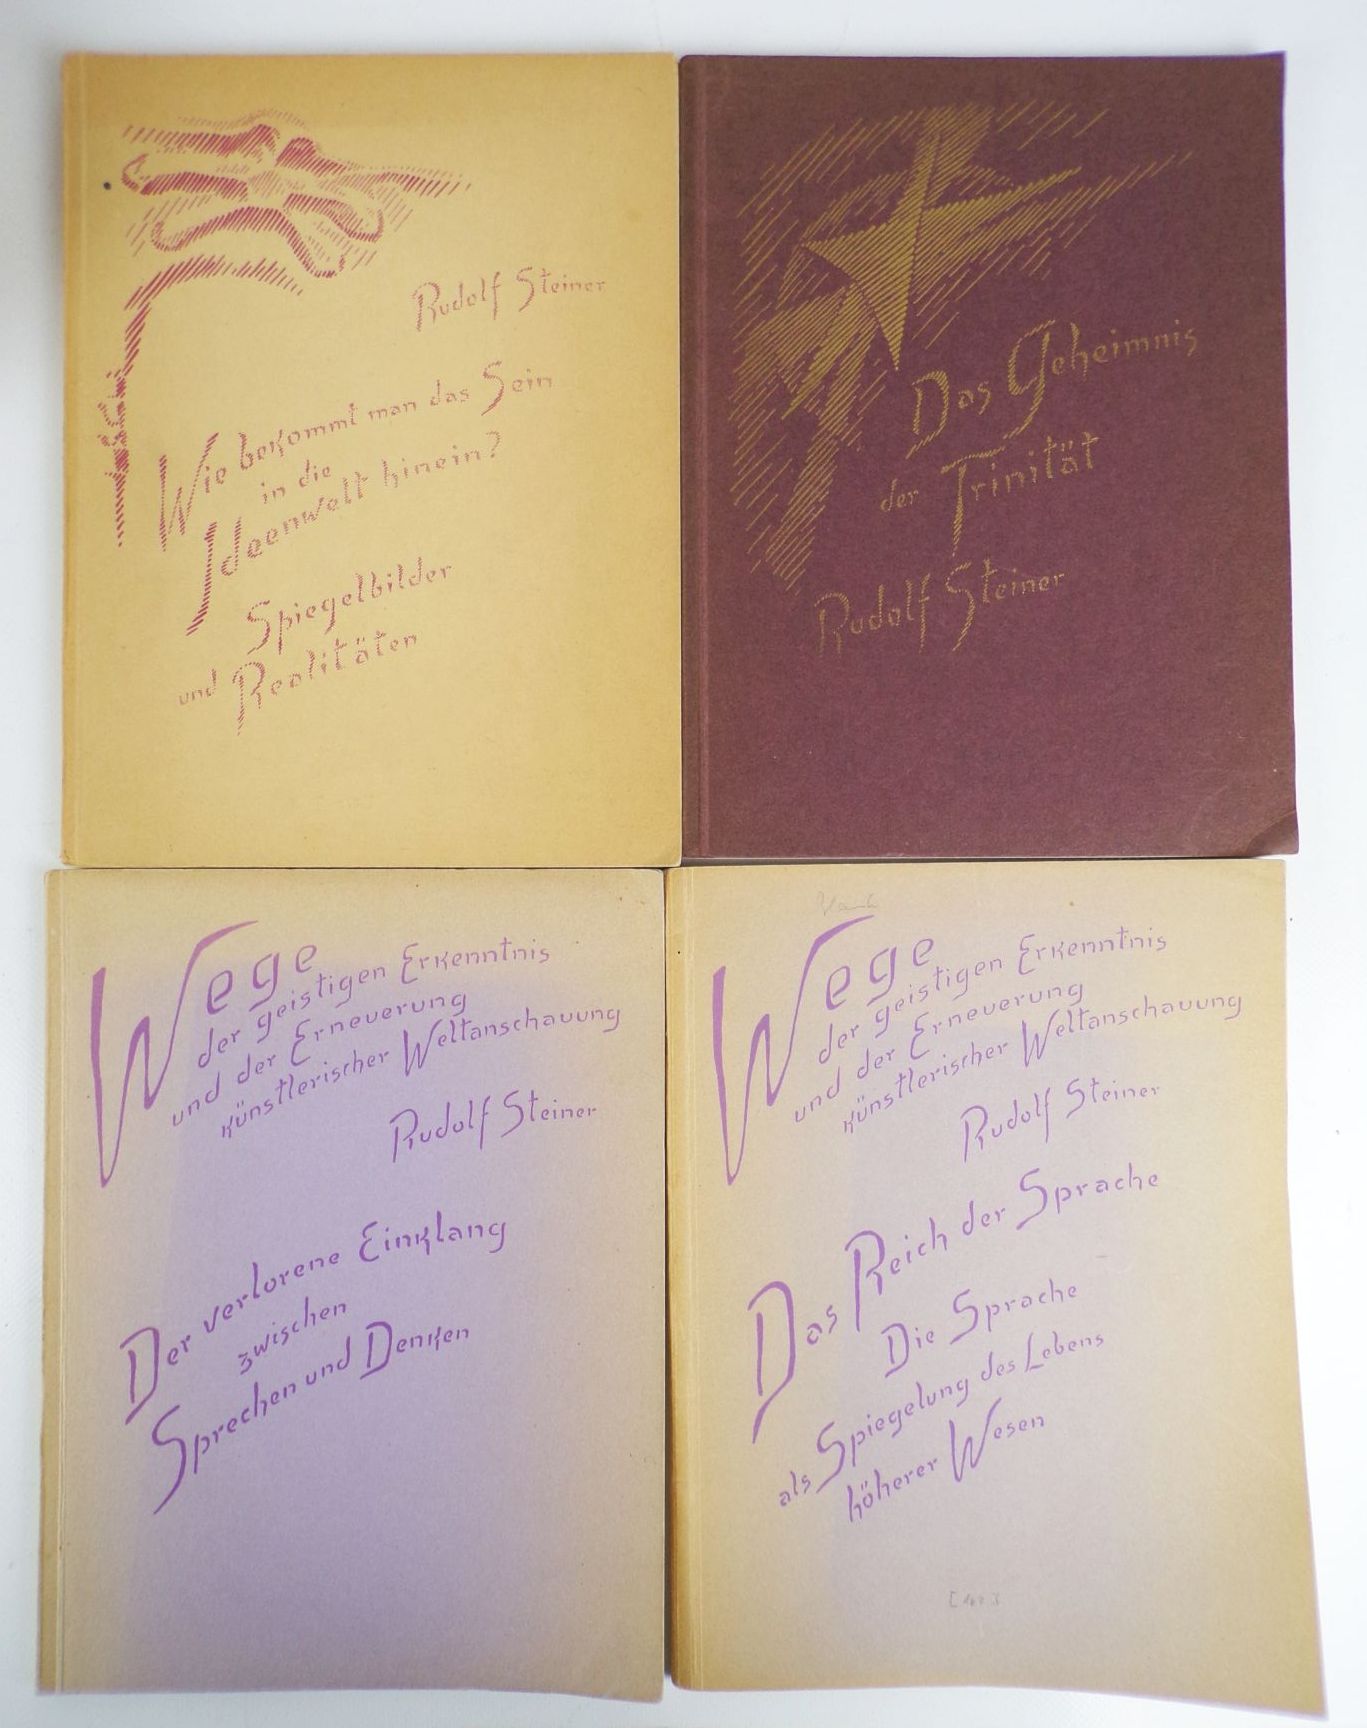 Rudolf Steiner
Wie bekommt man das Sein
in die
Ideenwelt hinein?
Spiegelbilder
und Realitäten
Das Geheimnis
der Trinität
Rudolf Steiner
Wege
der geistigen Erkenntnis
und der Erneuerung
künstlerischer Weltanschauung
Rudolf Steiner
Der verlorene Einklang
zwischen
Sprechen und Denken
Wege
der geistigen Erkenntnis
und der Erneuerung
künstlerischer Weltanschauung
Rudolf Steiner
Das Reich der Sprache
Die Sprache
als Spiegelung des Lebens
höherer Wesen